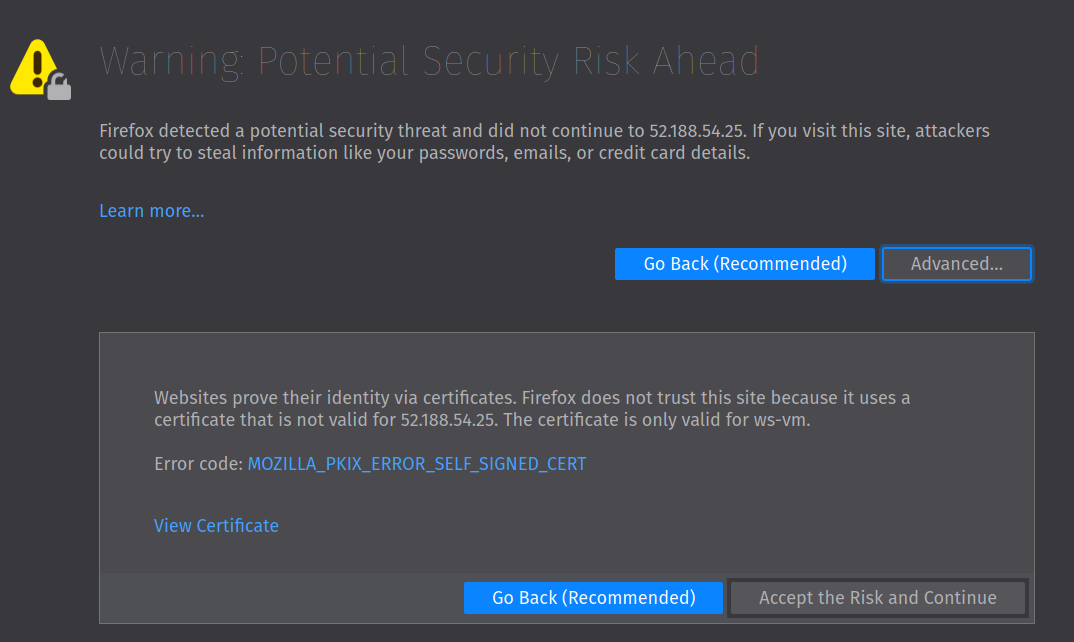 Warning: Potential Security Risk Ahead
Firefox detected a potential security threat and did not continue to 52.188.54.25. If you visit this site, attackers
could try to steal information like your passwords, emails, or credit card details.
Learn more...
Go Back (Recommended) Advanced...
Websites prove their identity via certificates. Firefox does not trust this site because it uses a
certificate that is not valid for 52.188.54.25. The certificate is only valid for ws-vm.
Error code: MOZILLA_PKIX_ERROR_SELF_SIGNED_CERT
View Certificate
Go Back (Recommended) Accept the Risk and Continue